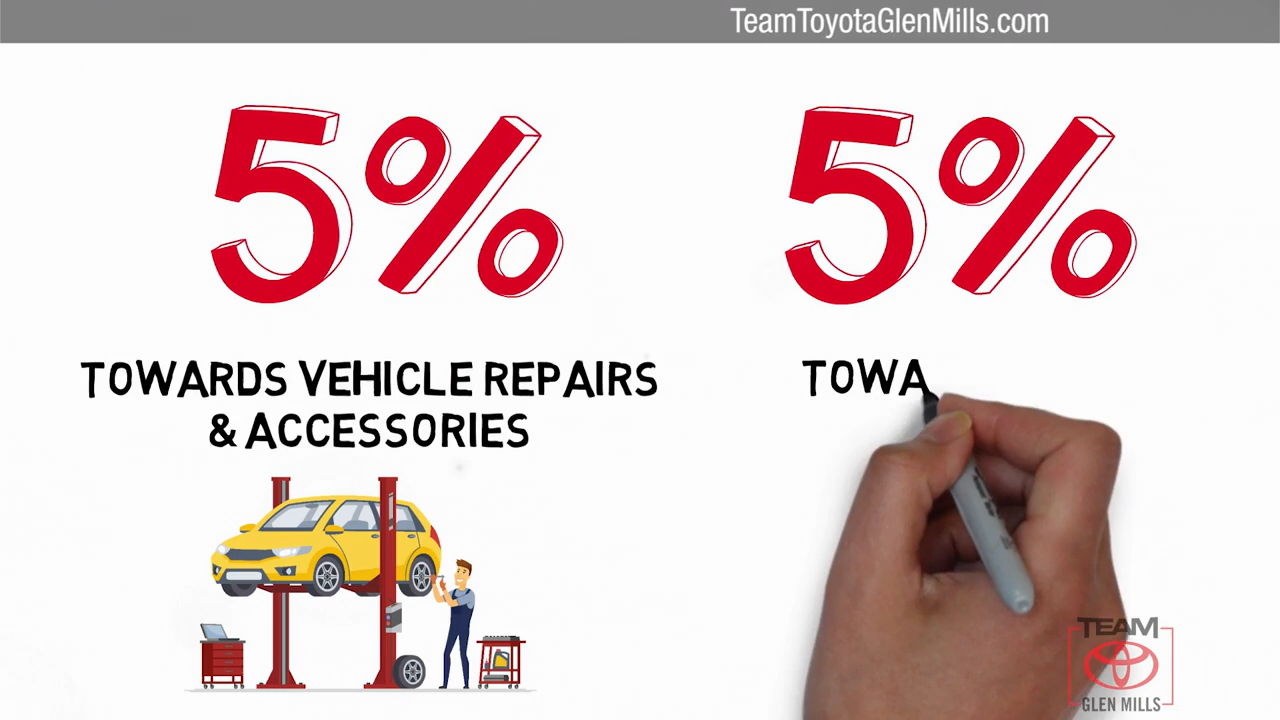 TeamToyotaGlenMills.com
5%
TOWARDS VEHICLE REPAIRS
& ACCESSORIES
5%
TOWA
TEAM
GLEN MILLS